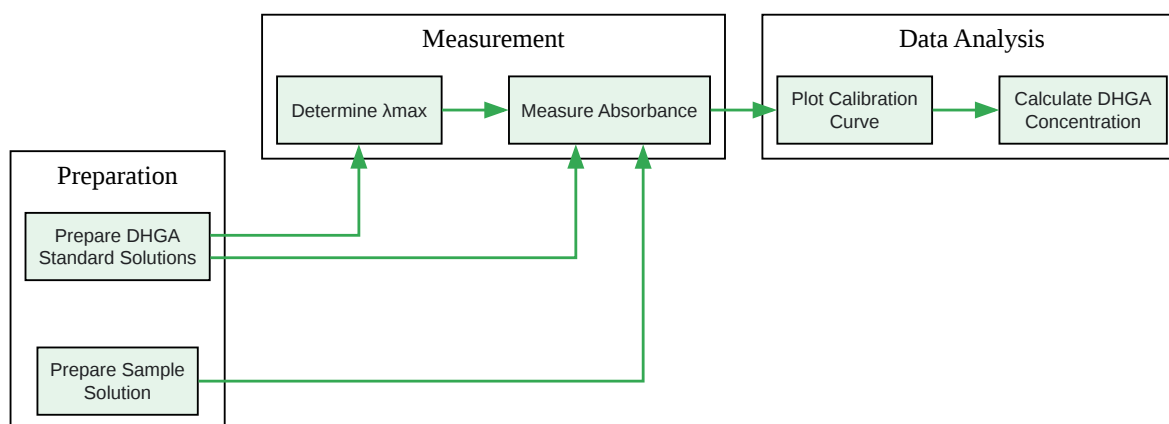 Measurement
Determine λmax
Measure Absorbance
Data Analysis
Plot Calibration
Curve
Calculate DHGA
Concentration
Preparation
Prepare DHGA
Standard Solutions
Prepare Sample
Solution